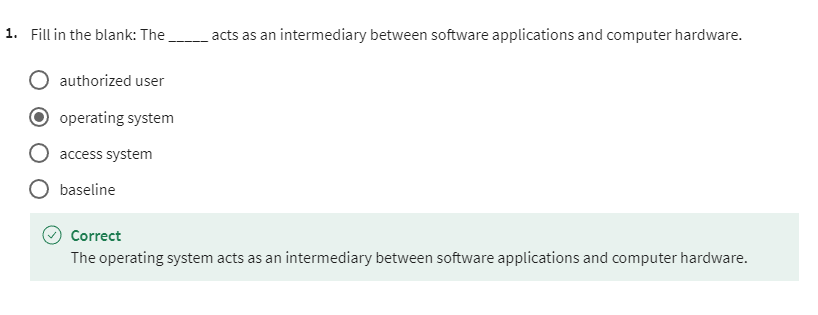 1. Fill in the blank: The _____ acts as an intermediary between software applications and computer hardware.
authorized user
operating system
access system
baseline
Correct
The operating system acts as an intermediary between software applications and computer hardware.